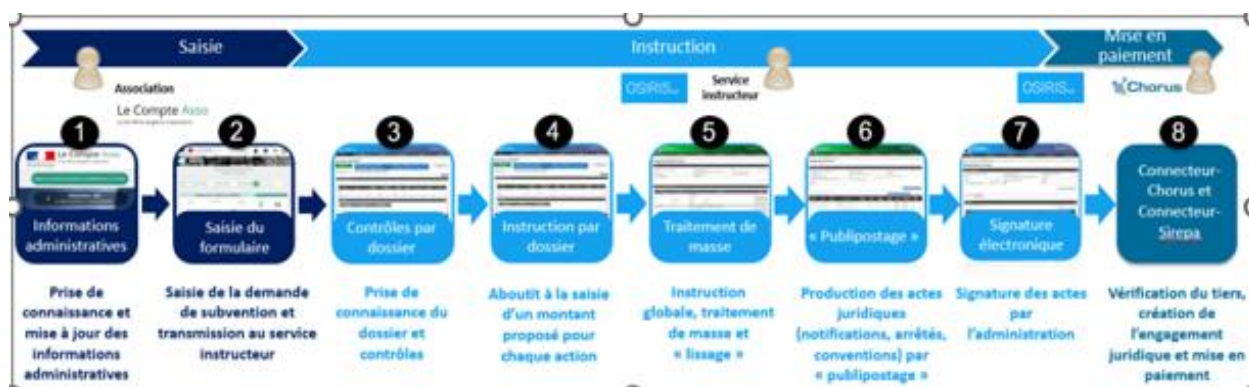 Saisie
Instruction
Mise en
paiement
Association
Le Compte Asso
OSIRIS
Service
instructeur
OSIRIS
Chorus
1
2
3
4
5
6
7
8
Le Compte Asso
Informations
administratives
Saisie du
formulaire
Contrôles par
dossier
Instruction par
dossier
Traitement de
masse
« Publipostage »
Signature
électronique
Connecteur-
Chorus et
Connecteur-
Sirepa
Prise de
connaissance et
mise à jour des
informations
administratives
Saisie de la demande
de subvention et
transmission au service
instructeur
Prise de
connaissance du
dossier et
contrôles
Aboutit à la saisie
d'un montant
proposé pour
chaque action
Instruction
globale, traitement
de masse et
« lissage »
Production des actes
juridiques
(notifications, arrêtés,
conventions) par
« publipostage »
Signature des actes
par
l'administration
Vérification du tiers,
création de
l'engagement
juridique et mise en
paiement